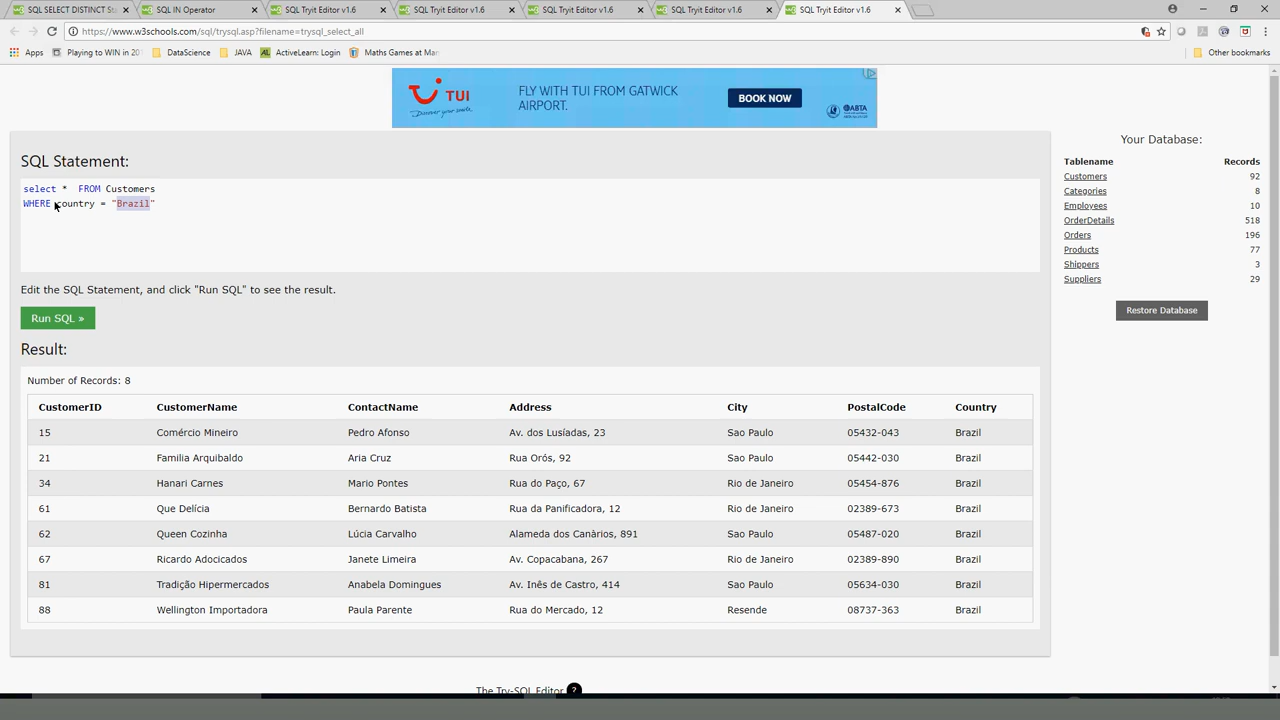 SQL SELECT DISTINCT St
SQL IN Operator
SQL Tryit Editor v1.6
SQL Tryit Editor v1.6
SQL Tryit Editor v1.6
SQL Tryit Editor v1.6
SQL Tryit Editor v1.6
https://www.w3schools.com/sql/trysql.asp?filename=trysql_select_all
Apps Playing to WIN in 20 DataScience JAVA AL ActiveLearn: Login Maths Games at Ma Other bookmarks
TUI
Discover your smile
FLY WITH TUI FROM GATWICK
AIRPORT.
BOOK NOW
ABTA
SQL Statement:
select * FROM Customers
WHERE country = "Brazil"
Edit the SQL Statement, and click "Run SQL" to see the result.
Run SQL »
Result:
Number of Records: 8
CustomerID CustomerName ContactName Address City PostalCode Country
15 Comércio Mineiro Pedro Afonso Av. dos Lusíadas, 23 Sao Paulo 05432-043 Brazil
21 Familia Arquibaldo Aria Cruz Rua Orós, 92 Sao Paulo 05442-030 Brazil
34 Hanari Carnes Mario Pontes Rua do Paço, 67 Rio de Janeiro 05454-876 Brazil
61 Que Delícia Bernardo Batista Rua da Panificadora, 12 Rio de Janeiro 02389-673 Brazil
62 Queen Cozinha Lúcia Carvalho Alameda dos Canàrios, 891 Sao Paulo 05487-020 Brazil
67 Ricardo Adocicados Janete Limeira Av. Copacabana, 267 Rio de Janeiro 02389-890 Brazil
81 Tradição Hipermercados Anabela Domingues Av. Inês de Castro, 414 Sao Paulo 05634-030 Brazil
88 Wellington Importadora Paula Parente Rua do Mercado, 12 Resende 08737-363 Brazil
The Try-SQL Editor ?
Your Database:
Tablename Records
Customers 92
Categories 8
Employees 10
OrderDetails 518
Orders 196
Products 77
Shippers 3
Suppliers 29
Restore Database